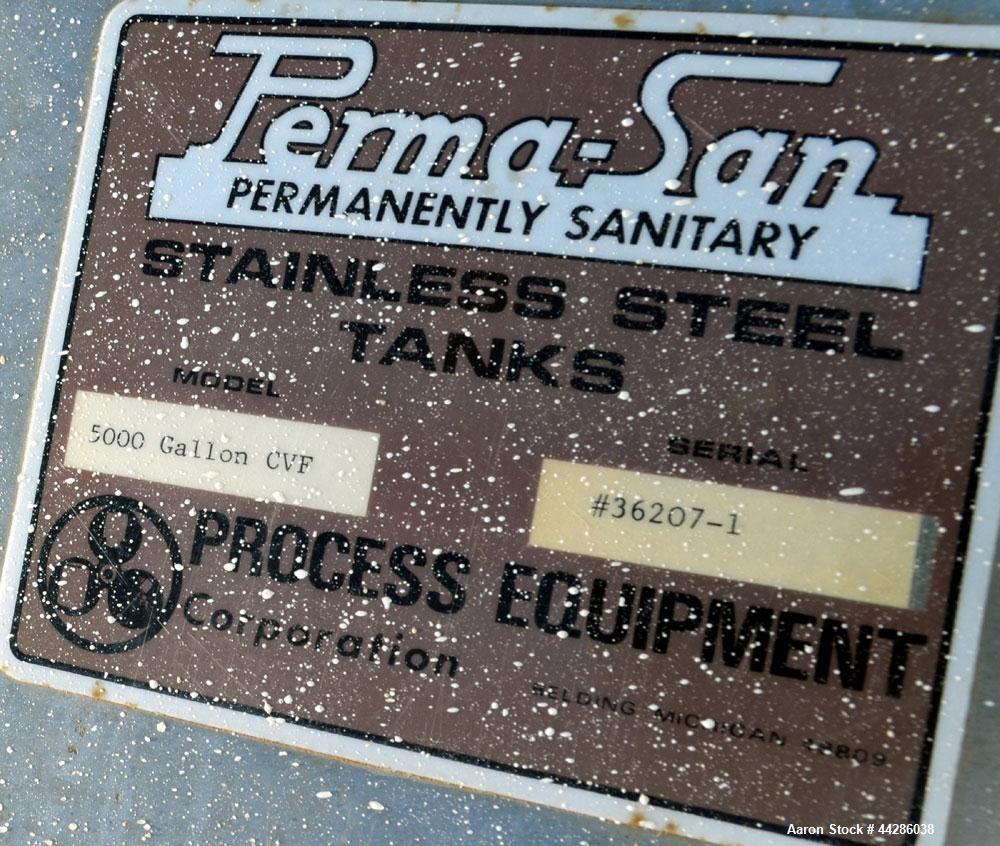 Perma-San
PERMANENTLY SANITARY
STAINLESS STEEL
TANKS
MODEL
5000 Gallon CVF
SERIAL
#36207-1
PROCESS EQUIPMENT
Corporation
BELDING MICHIGAN 48809
Aaron Stock # 44286038